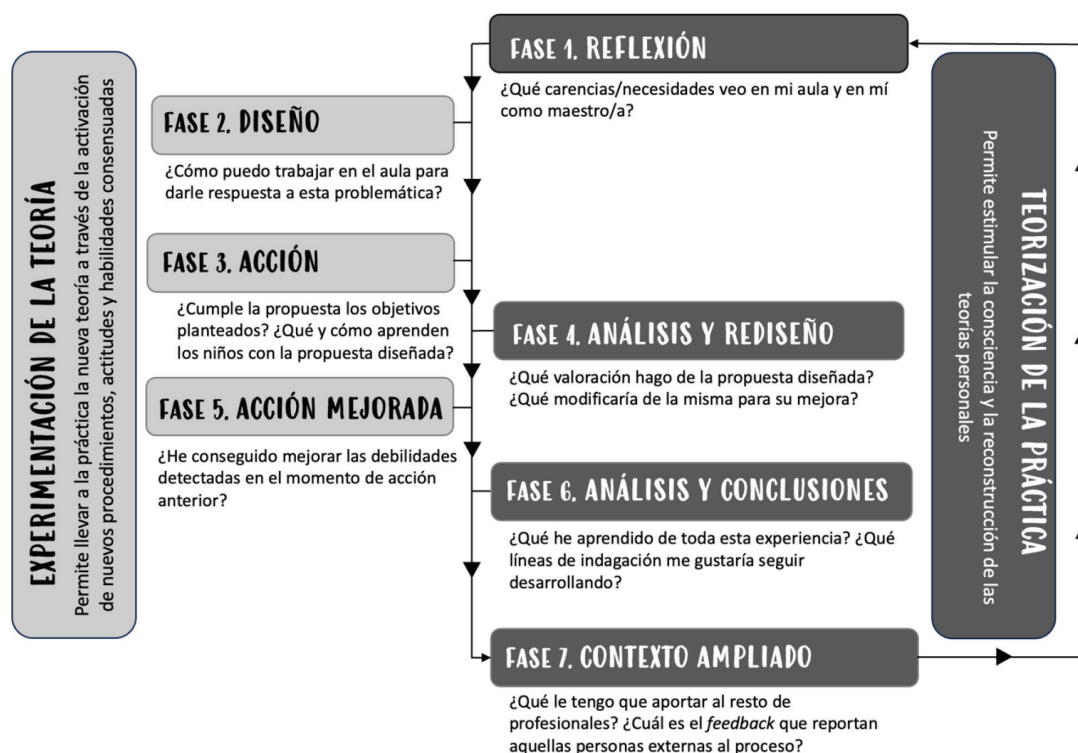 EXPERIMENTACIÓN DE LA TEORÍA
Permite llevar a la práctica la nueva teoría a través de la activación
de nuevos procedimientos, actitudes y habilidades consensuadas
FASE 1. REFLEXIÓN
¿Qué carencias/necesidades veo en mi aula y en mí
como maestro/a?
FASE 2. DISEÑO
¿Cómo puedo trabajar en el aula para
darle respuesta a esta problemática?
FASE 3. ACCIÓN
¿Cumple la propuesta los objetivos
planteados? ¿Qué y cómo aprenden
los niños con la propuesta diseñada?
FASE 4. ANÁLISIS Y REDISEÑO
¿Qué valoración hago de la propuesta diseñada?
¿Qué modificaría de la misma para su mejora?
FASE 5. ACCIÓN MEJORADA
¿He conseguido mejorar las debilidades
detectadas en el momento de acción
anterior?
FASE 6. ANÁLISIS Y CONCLUSIONES
¿Qué he aprendido de toda esta experiencia? ¿Qué
líneas de indagación me gustaría seguir
desarrollando?
FASE 7. CONTEXTO AMPLIADO
¿Qué le tengo que aportar al resto de
profesionales? ¿Cuál es el feedback que reportan
aquellas personas externas al proceso?
TEORIZACIÓN DE LA PRÁCTICA
Permite estimular la consciencia y la reconstrucción de las
teorías personales